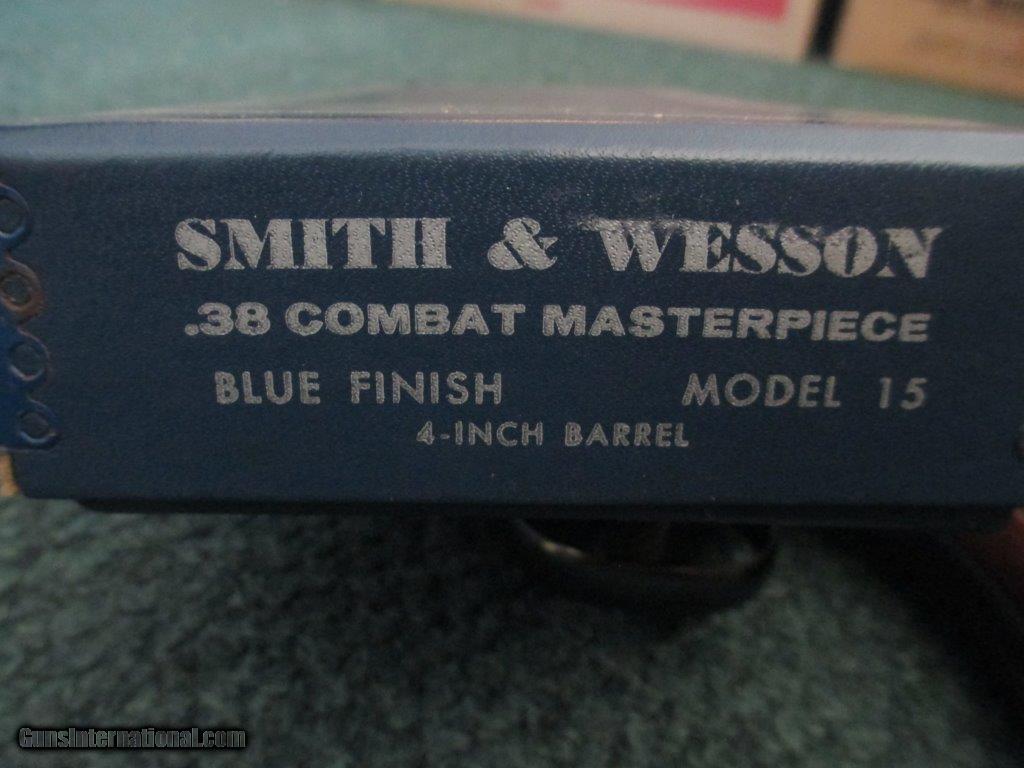 SMITH & WESSON
.38 COMBAT MASTERPIECE
BLUE FINISH MODEL 15
4-INCH BARREL
GunsInternational.com